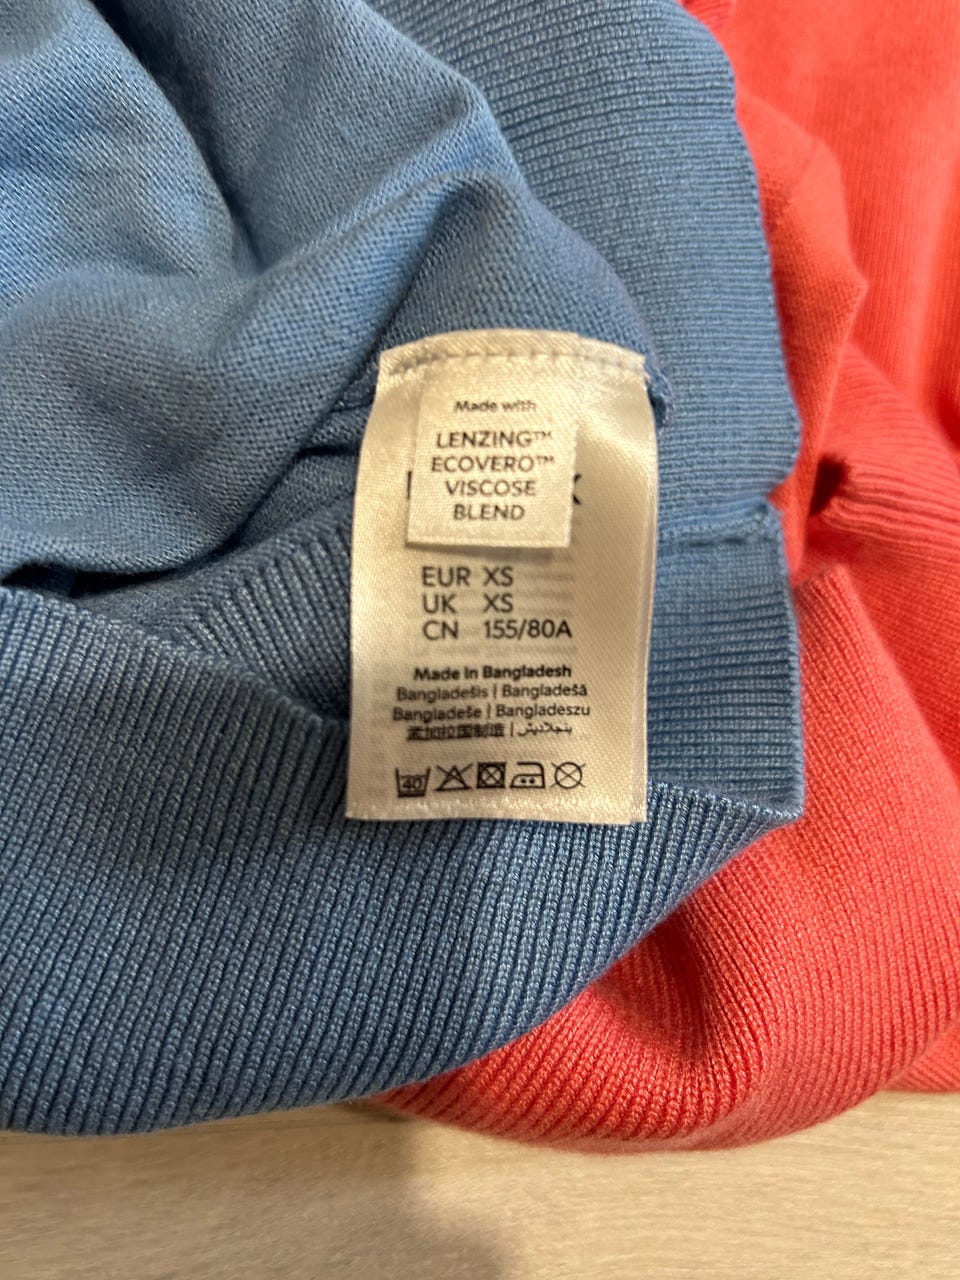 Made with
LENZING™
ECOVERO™
VISCOSE
BLEND
EUR XS
UK XS
CN 155/80A
Made in Bangladesh
Bangladešis | Bangladešā
Bangladeše | Bangladeszu
孟加拉国制造 | بنجلاديش
40